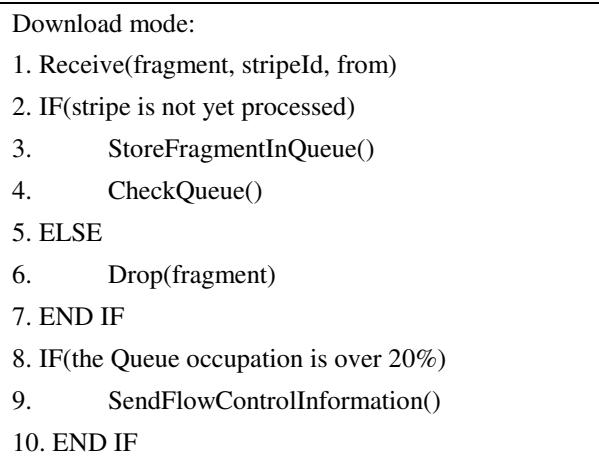 Download mode:
1. Receive(fragment, stripeId, from)
2. IF(stripe is not yet processed)
3. StoreFragmentInQueue()
4. CheckQueue()
5. ELSE
6. Drop(fragment)
7. END IF
8. IF(the Queue occupation is over 20%)
9. SendFlowControlInformation()
10. END IF